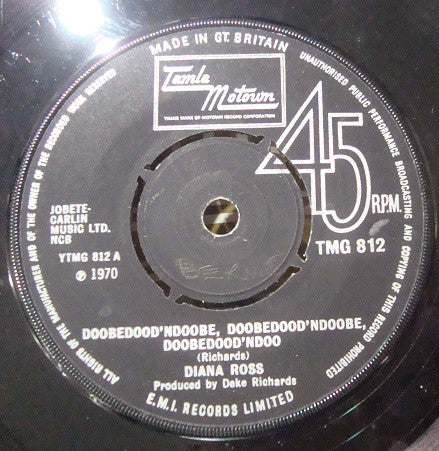 MADE IN GT. BRITAIN
UNAUTHORISED PUBLIC PERFORMANCE BROADCASTING AND COPYING OF THIS RECORD PROHIBITED
ALL RIGHTS OF THE MANUFACTURER AND OF THE OWNER OF THE RECORDED WORK RESERVED
Tamla
Motown
TRADE MARK OF MOTOWN RECORD CORPORATION
45
R.P.M.
TMG 812
JOBETE-
CARLIN
MUSIC LTD.
NCB
YTMG 812 A
℗ 1970
DOOBEDOOD'NDOOBE, DOOBEDOOD'NDOOBE,
DOOBEDOOD'NDOO
(Richards)
DIANA ROSS
Produced by Deke Richards
E.M.I. RECORDS LIMITED